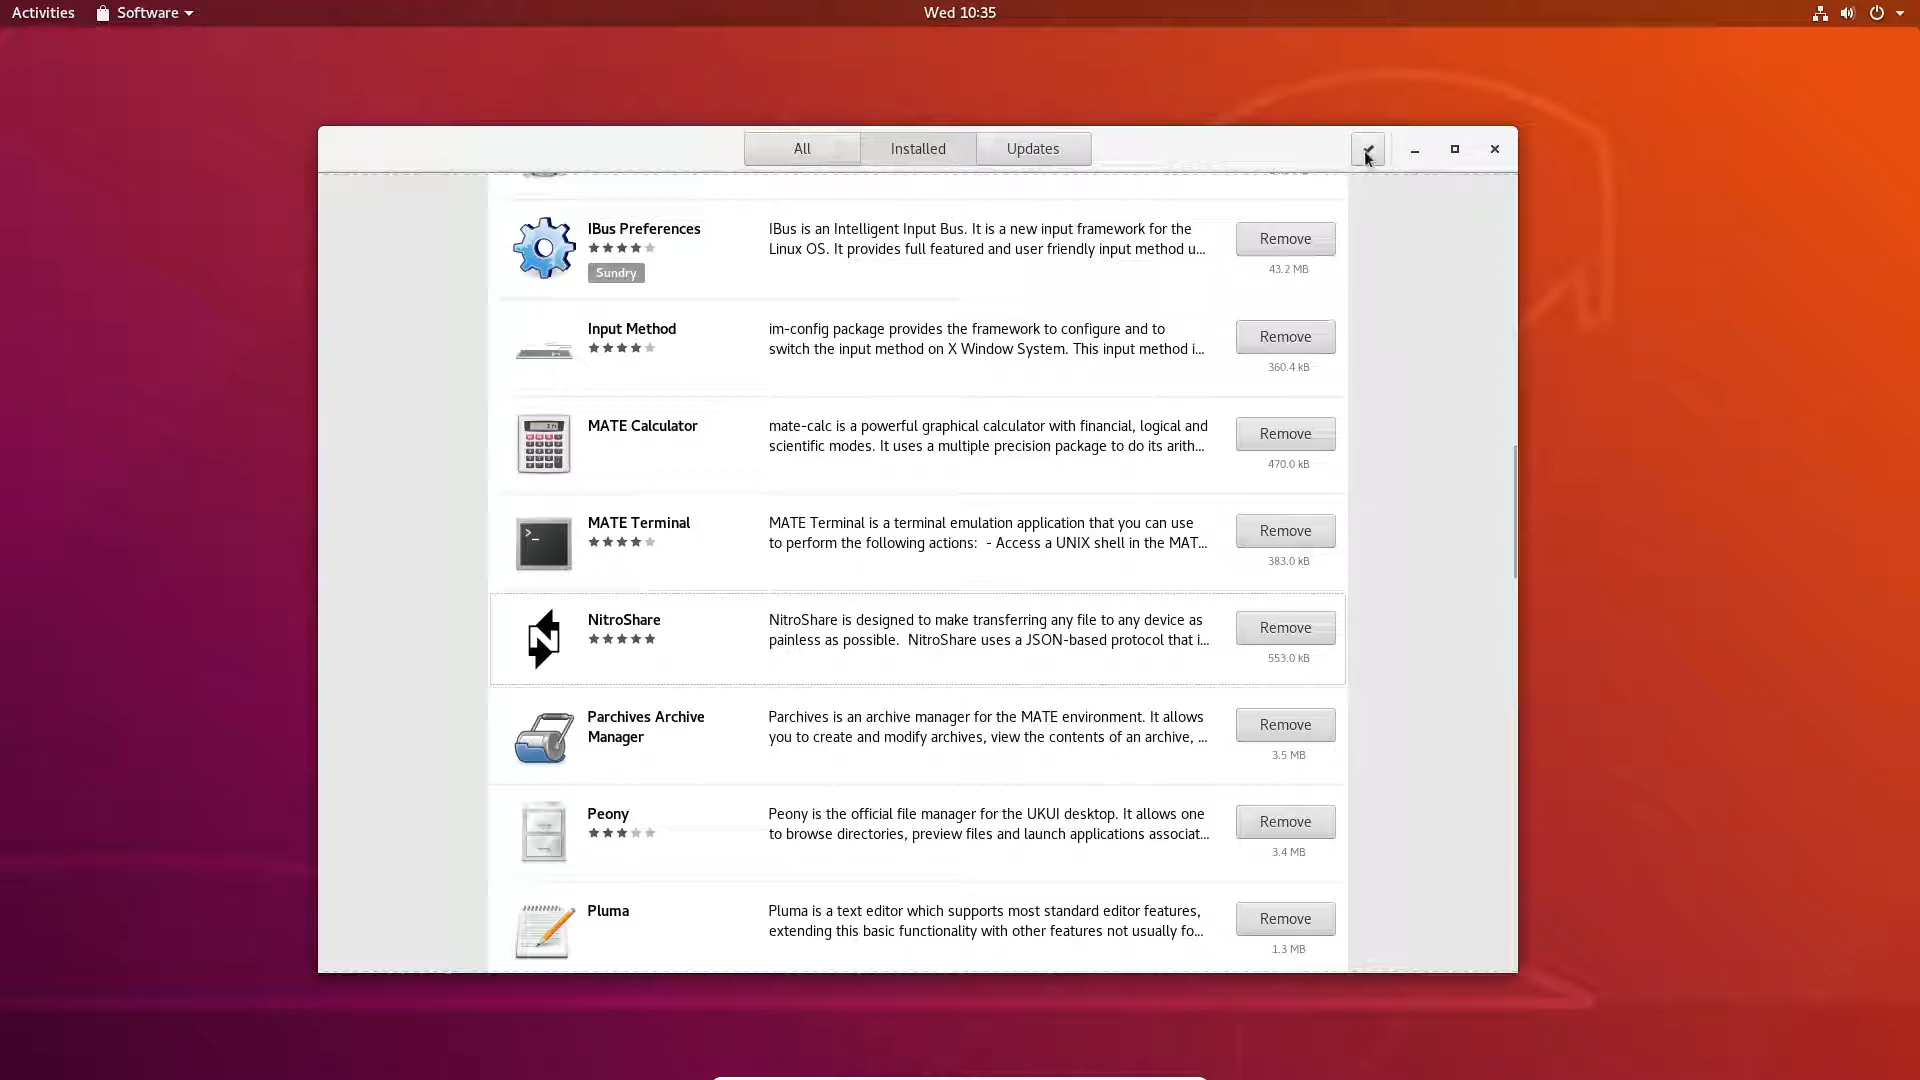 Activities
Software
Wed 10:35
All
Installed
Updates
IBus Preferences
Sundry
IBus is an Intelligent Input Bus. It is a new input framework for the
Linux OS. It provides full featured and user friendly input method u...
Remove
43.2 MB
Input Method
im-config package provides the framework to configure and to
switch the input method on X Window System. This input method i...
Remove
360.4 kB
MATE Calculator
mate-calc is a powerful graphical calculator with financial, logical and
scientific modes. It uses a multiple precision package to do its arith...
Remove
470.0 kB
MATE Terminal
MATE Terminal is a terminal emulation application that you can use
to perform the following actions:  - Access a UNIX shell in the MAT...
Remove
383.0 kB
NitroShare
NitroShare is designed to make transferring any file to any device as
painless as possible.  NitroShare uses a JSON-based protocol that i...
Remove
553.0 kB
Parchives Archive
Manager
Parchives is an archive manager for the MATE environment. It allows
you to create and modify archives, view the contents of an archive, ...
Remove
3.5 MB
Peony
Peony is the official file manager for the UKUI desktop. It allows one
to browse directories, preview files and launch applications associat...
Remove
3.4 MB
Pluma
Pluma is a text editor which supports most standard editor features,
extending this basic functionality with other features not usually fo...
Remove
1.3 MB